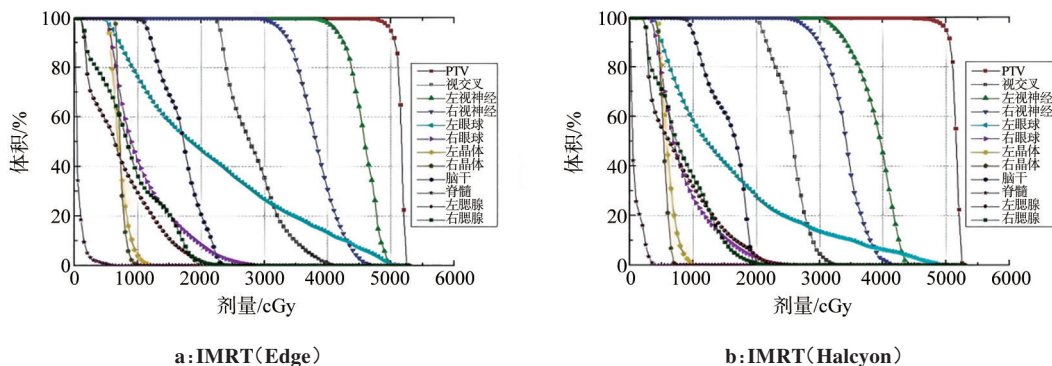 100
80
60
40
20
0
体积/%
0
1000
2000
3000
4000
5000
6000
剂量/cGy
PTV
视交叉
左视神经
右视神经
左眼球
右眼球
左晶体
右晶体
脑干
脊髓
左腮腺
右腮腺
a:IMRT(Edge)
100
80
60
40
20
0
体积/%
0
1000
2000
3000
4000
5000
6000
剂量/cGy
PTV
视交叉
左视神经
右视神经
左眼球
右眼球
左晶体
右晶体
脑干
脊髓
左腮腺
右腮腺
b:IMRT(Halcyon)